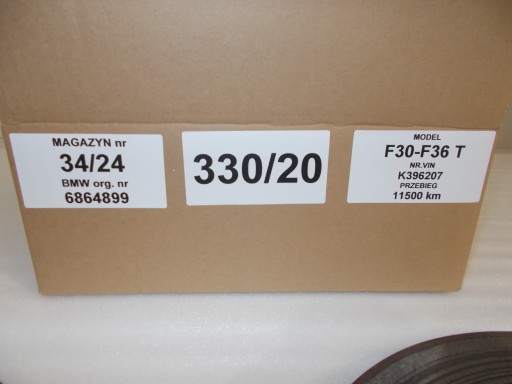 MAGAZYN nr
34/24
BMW org. nr
6864899
330/20
MODEL
F30-F36 T
NR.VIN
K396207
PRZEBIEG
11500 km